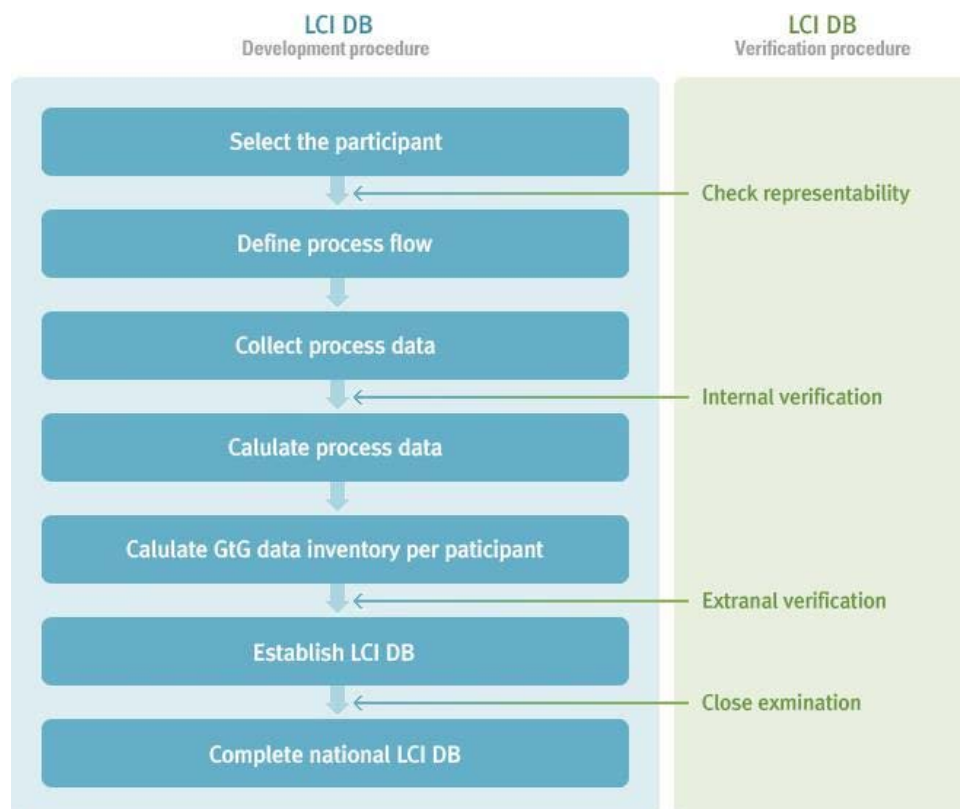 LCI DB
Development procedure
LCI DB
Verification procedure
Select the participant
Check representability
Define process flow
Collect process data
Internal verification
Calulate process data
Calulate GtG data inventory per paticipant
Extranal verification
Establish LCI DB
Close exmination
Complete national LCI DB